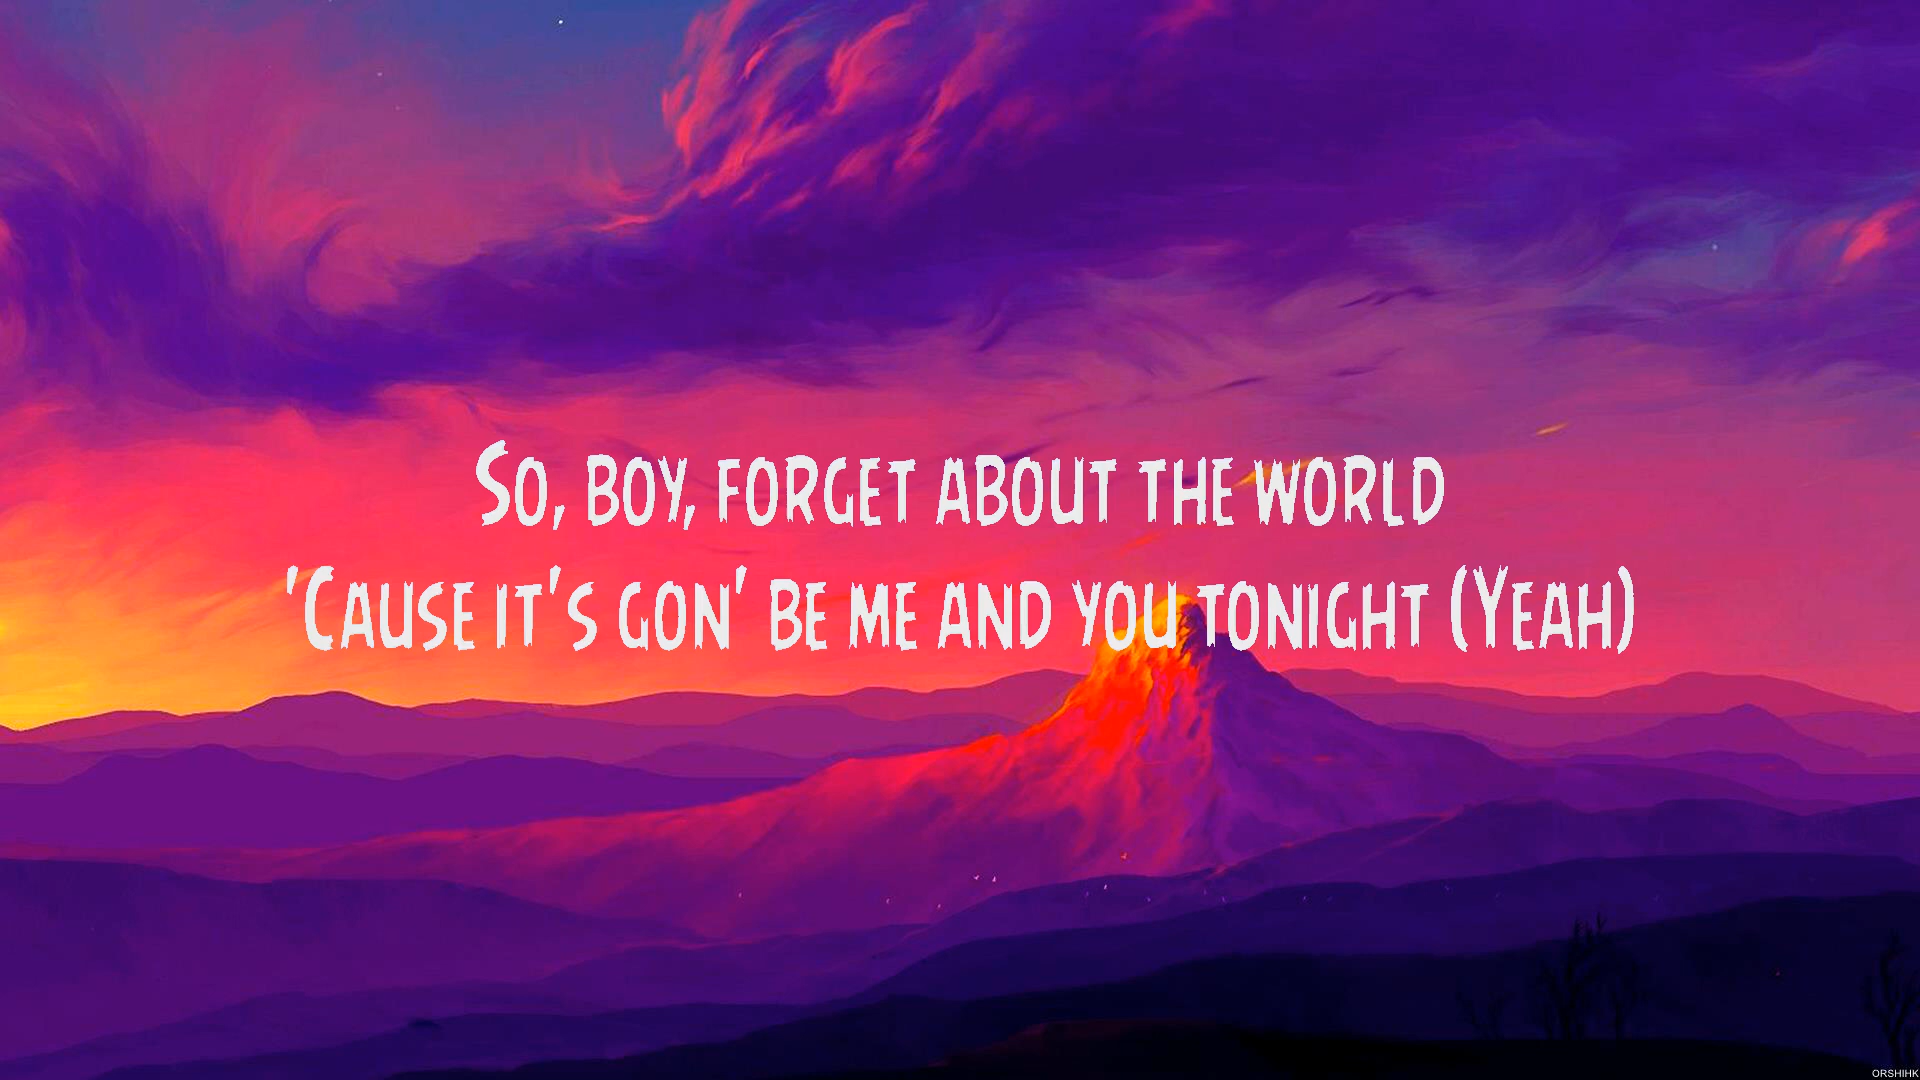 So, boy, forget about the world
'Cause it's gon' be me and you tonight (Yeah)
ORSHIHK